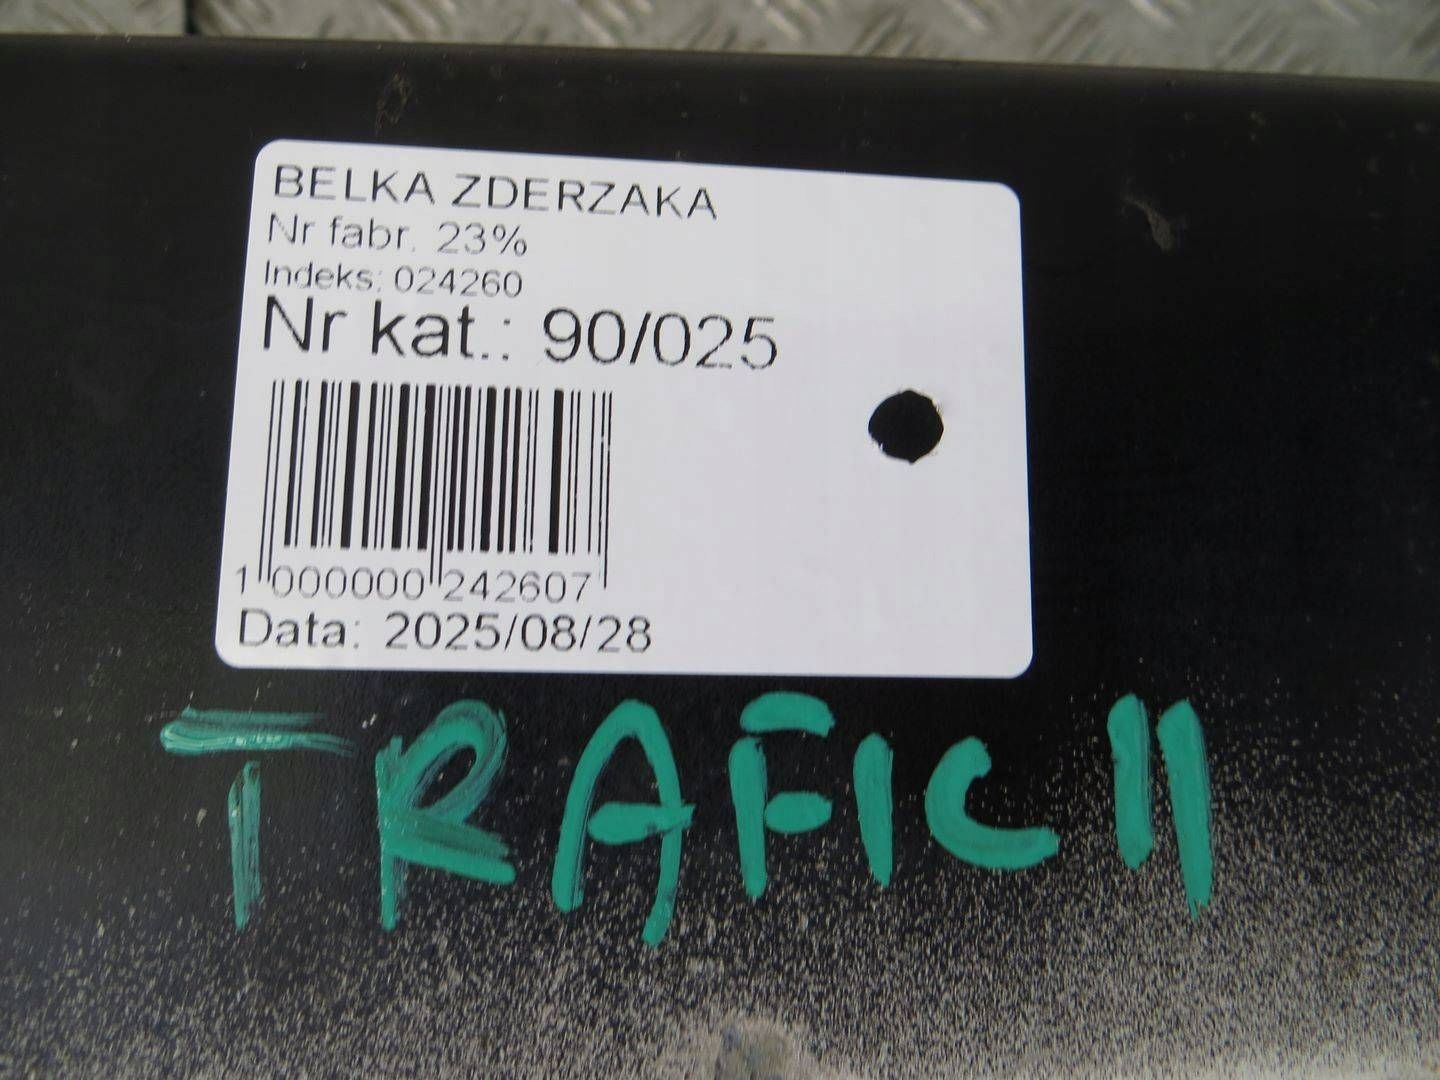 BELKA ZDERZAKA
Nr fabr. 23%
Indeks: 024260
Nr kat.: 90/025
1 000000 242607
Data: 2025/08/28
TRAFIC II